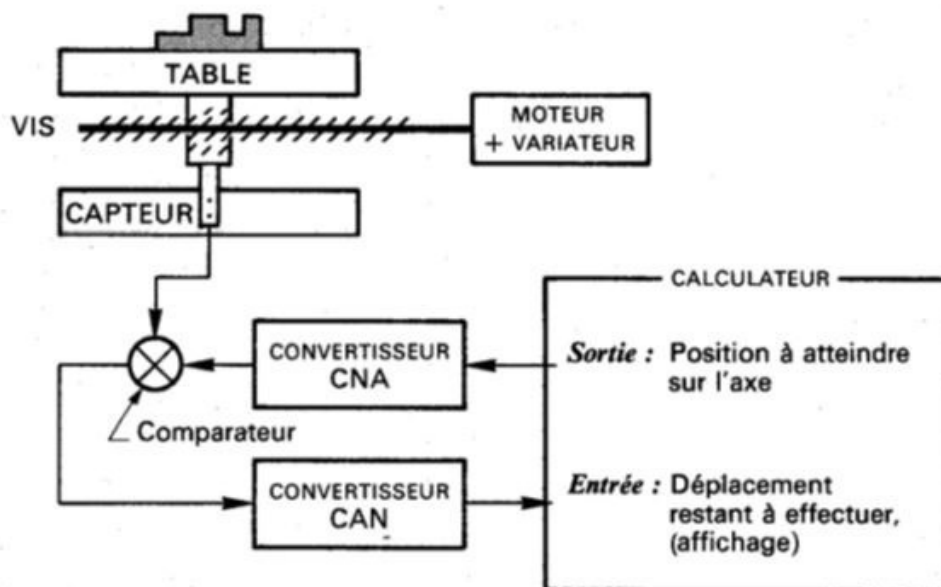 TABLE
VIS
MOTEUR
+ VARIATEUR
CAPTEUR
CALCULATEUR
CONVERTISSEUR
CNA
Sortie : Position à atteindre
sur l'axe
Comparateur
CONVERTISSEUR
CAN
Entrée : Déplacement
restant à effectuer,
(affichage)